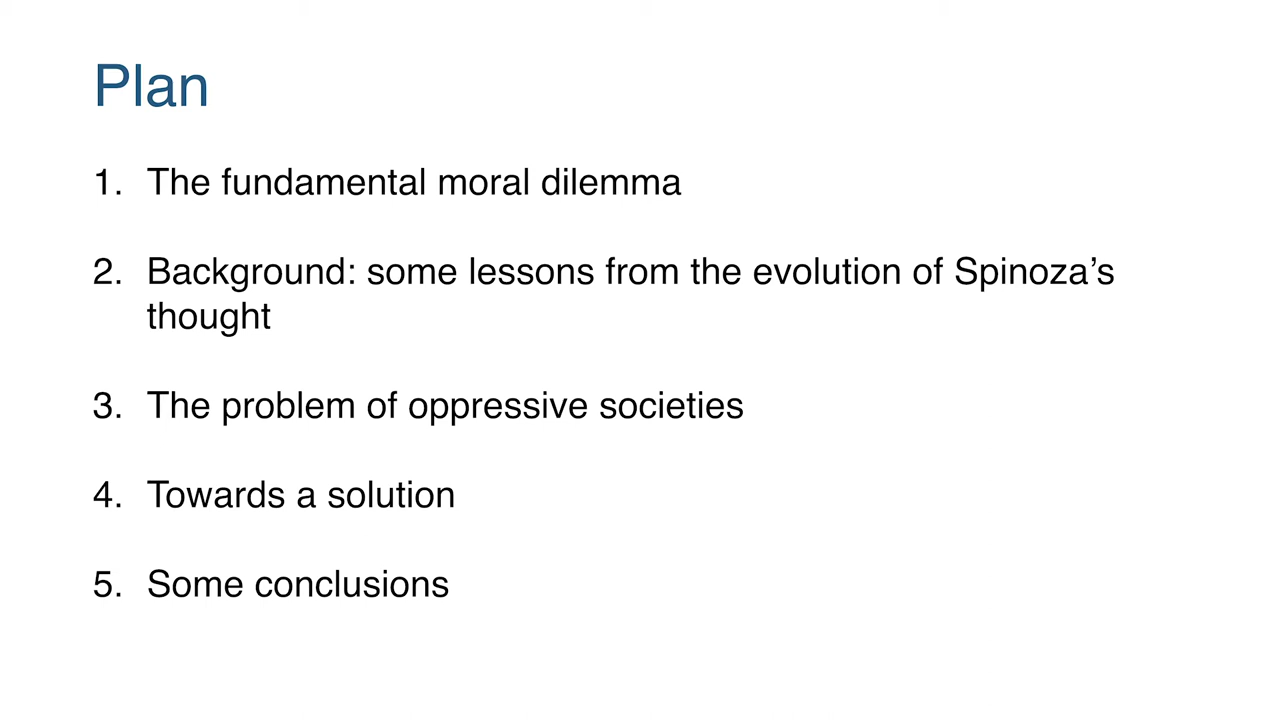 Plan
1. The fundamental moral dilemma
2. Background: some lessons from the evolution of Spinoza’s
thought
3. The problem of oppressive societies
4. Towards a solution
5. Some conclusions